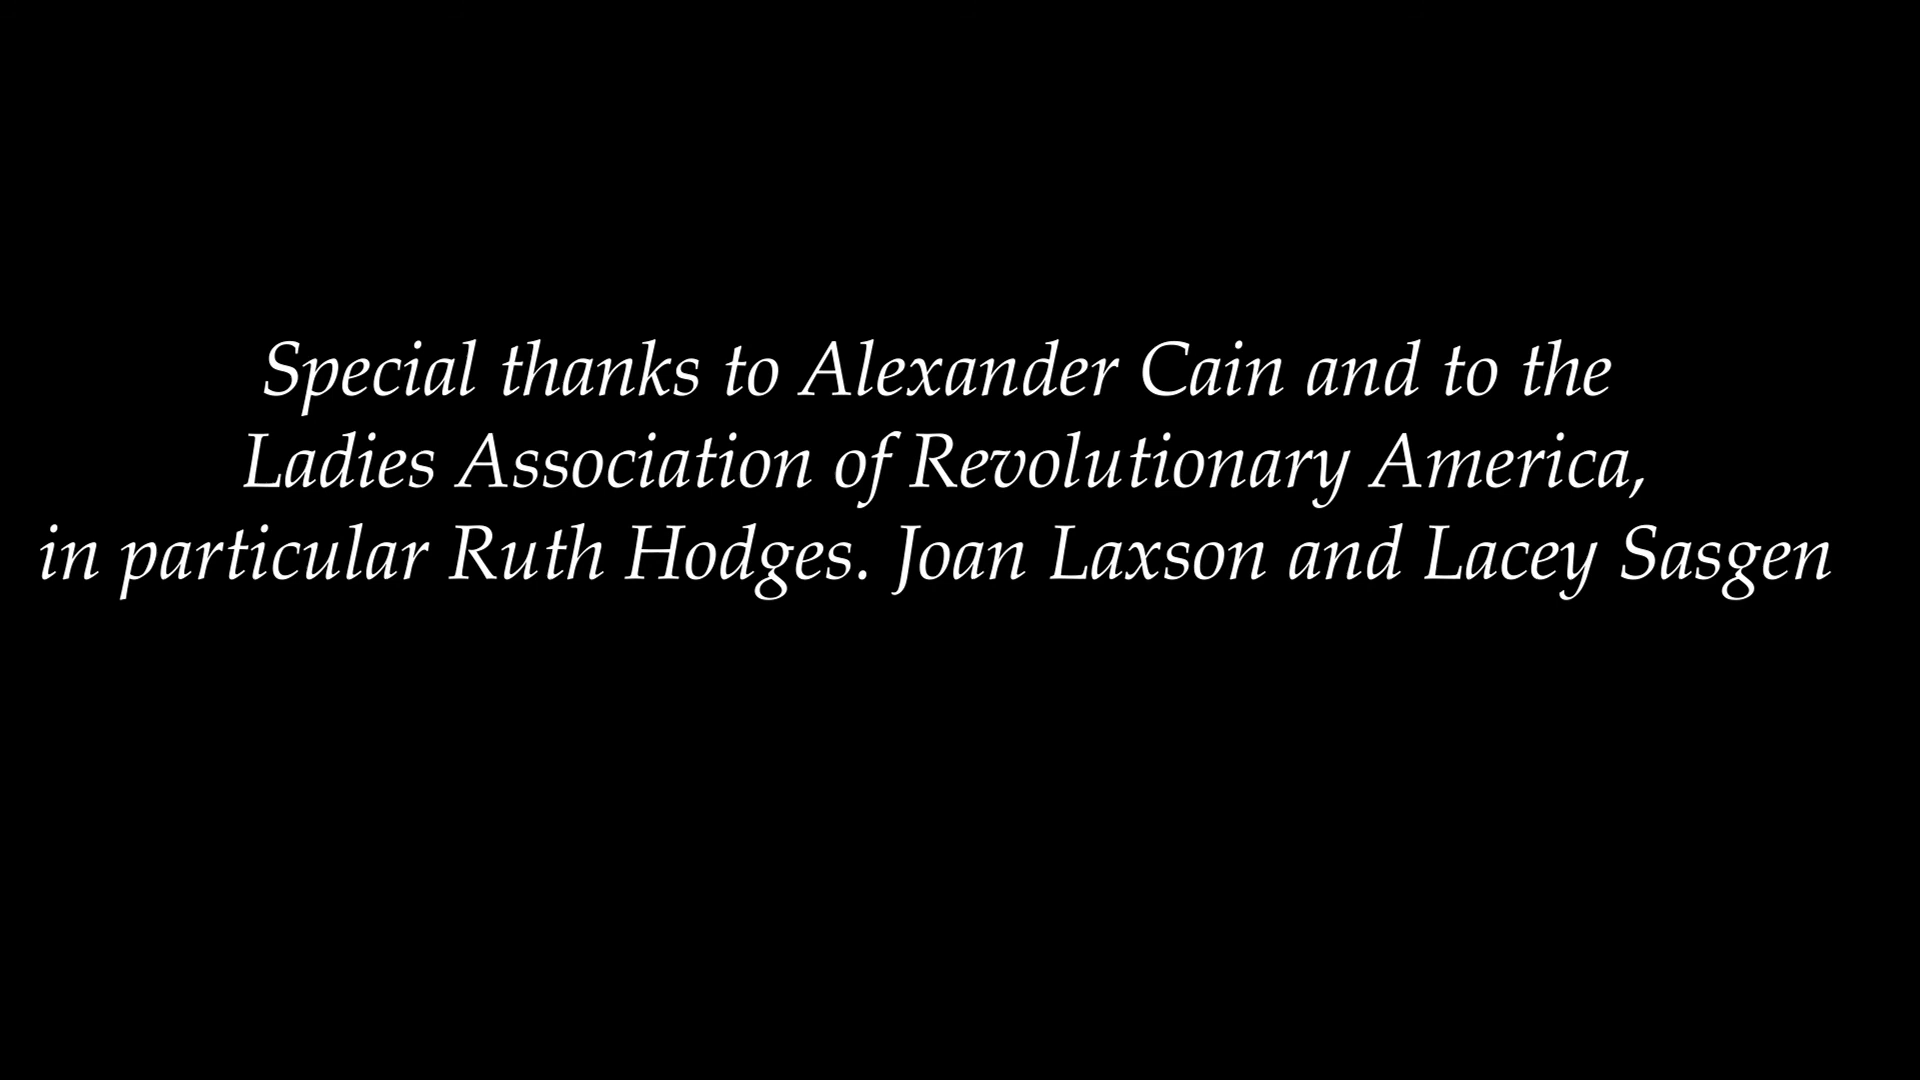 Special thanks to Alexander Cain and to the
Ladies Association of Revolutionary America,
in particular Ruth Hodges. Joan Laxson and Lacey Sasgen